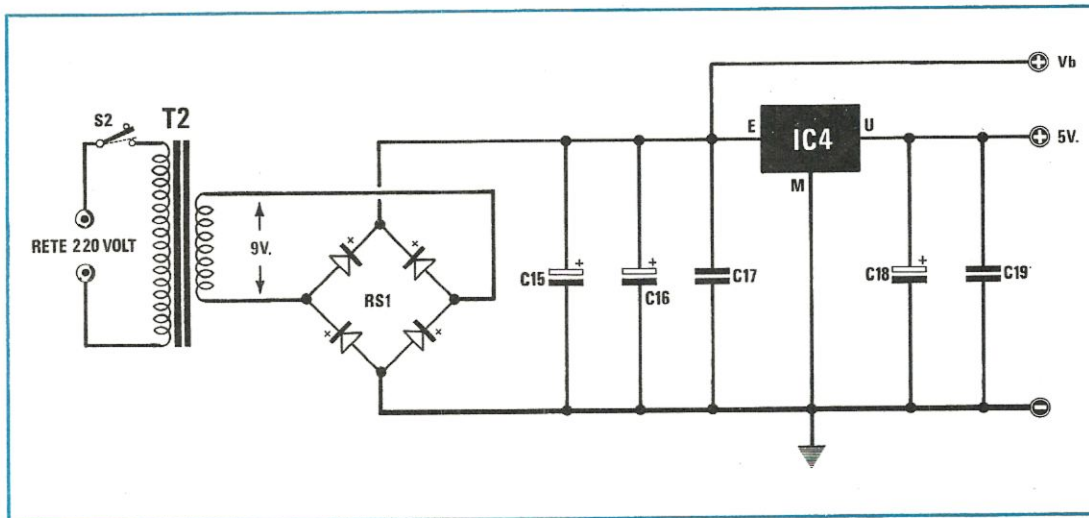 Vb
S2
T2
E
IC4
U
5V.
M
RETE 220 VOLT
9V.
RS1
C15
C16
C17
C18
C19